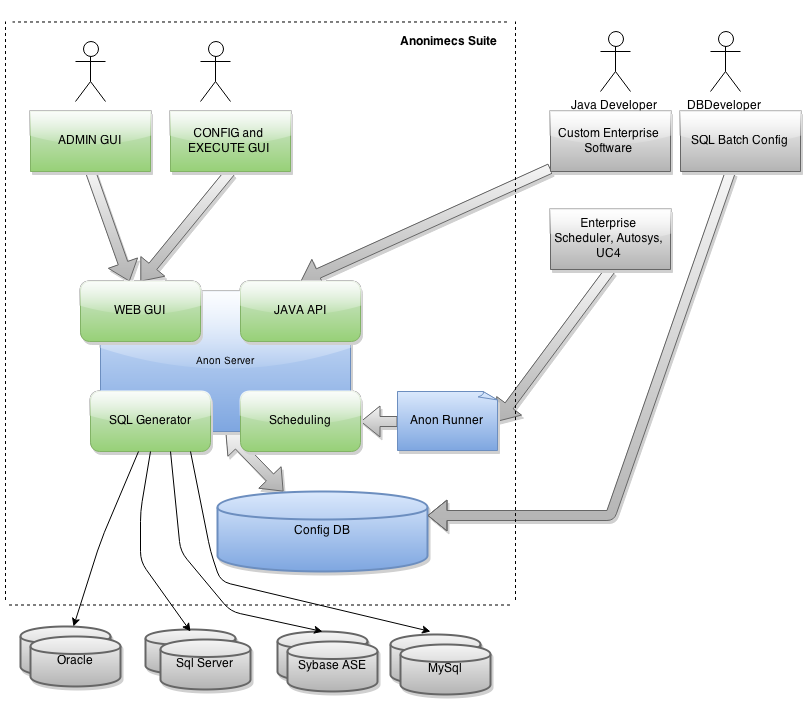 Anonimecs Suite
Java Developer
DBDeveloper
ADMIN GUI
CONFIG and
EXECUTE GUI
Custom Enterprise
Software
SQL Batch Config
Enterprise
Scheduler, Autosys,
UC4
WEB GUI
JAVA API
Anon Server
SQL Generator
Scheduling
Anon Runner
Config DB
Oracle
Sql Server
Sybase ASE
MySql